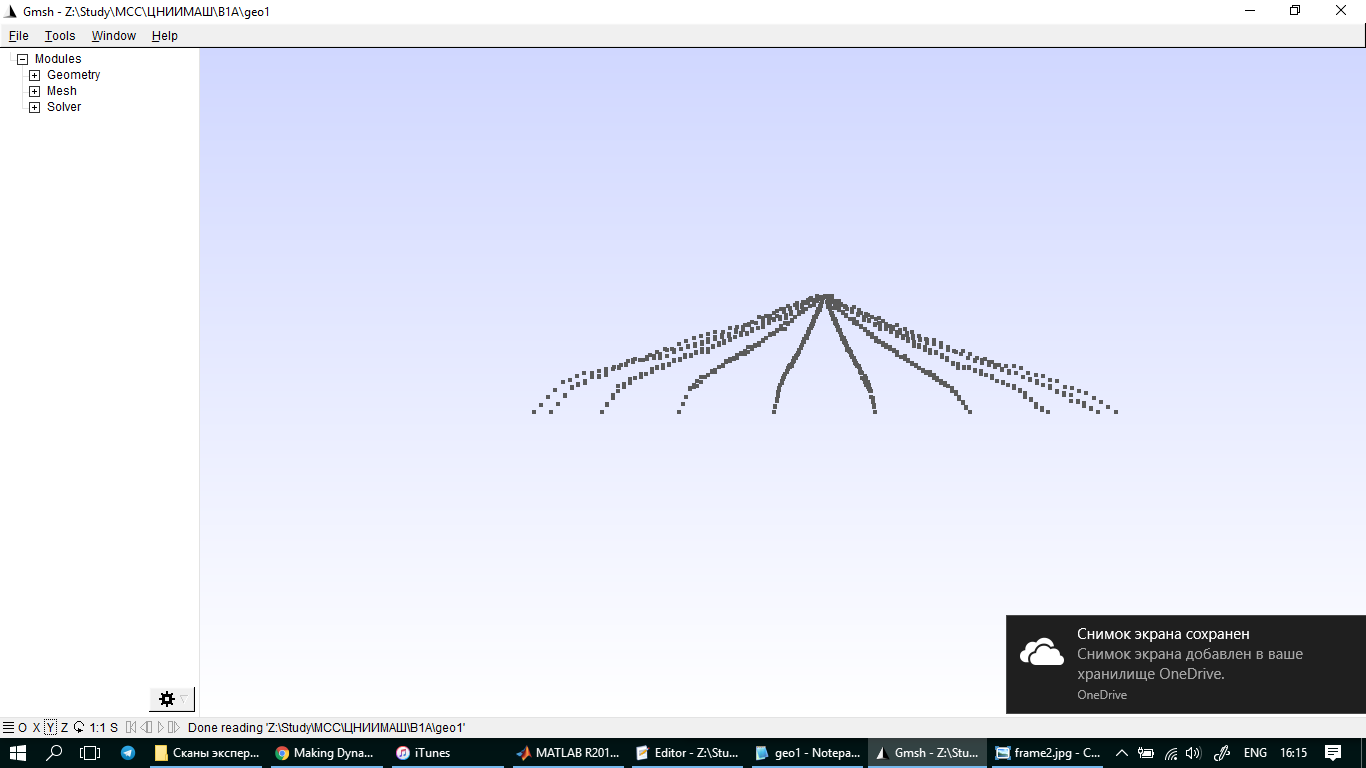 Gmsh - Z:\Study\МСС\ЦНИИМАШ\B1A\geo1
File Tools Window Help
Modules
Geometry
Mesh
Solver
Снимок экрана сохранен
Снимок экрана добавлен в ваше
хранилище OneDrive.
OneDrive
O X Y Z 1:1 S Done reading 'Z:\Study\МСС\ЦНИИМАШ\B1A\geo1'
Сканы экспер... Making Dyna... iTunes MATLAB R201... Editor - Z:\Stu... geo1 - Notepa... Gmsh - Z:\Stu... frame2.jpg - C... ENG 16:15